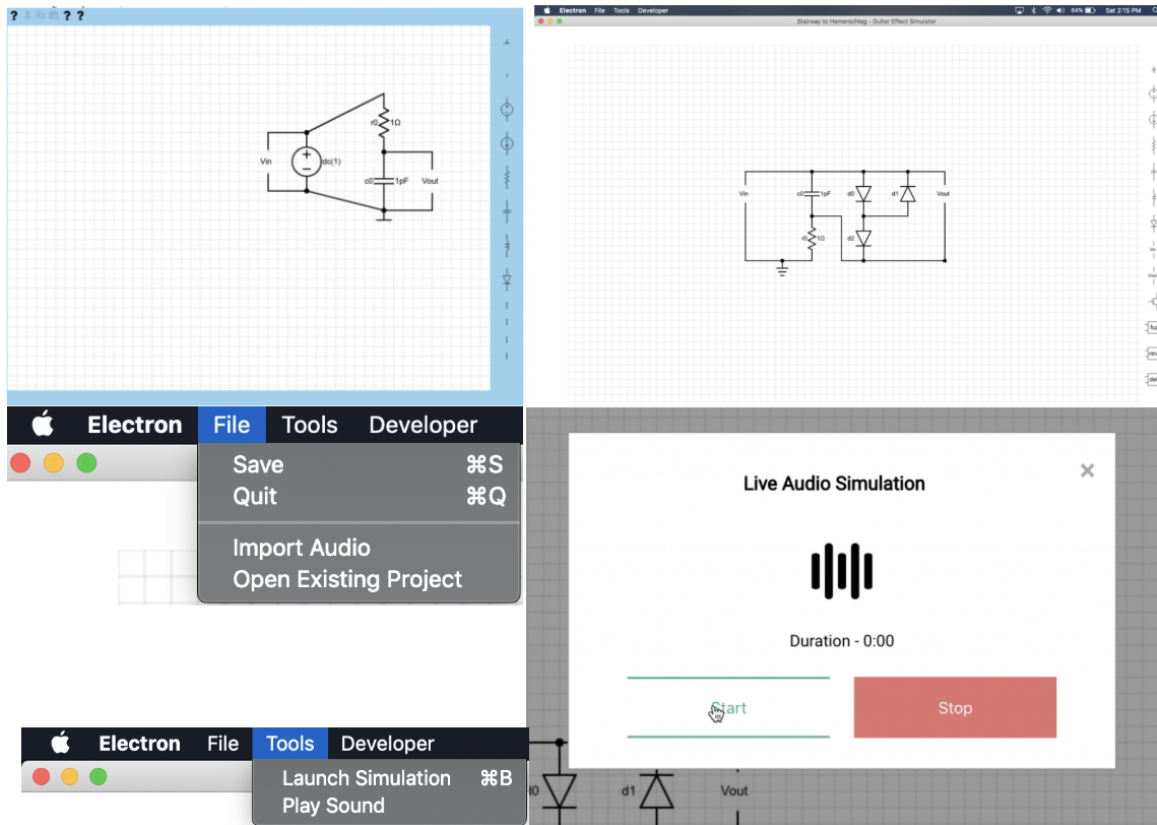 ? ? ?
r0 1Ω
Vin dc(1)
c0 1pF Vout
Electron File Tools Developer 64% Sat 2:15 PM
Stairway to Hamerschlag - Guitar Effect Simulator
Vin c0 1pF d0 d1 Vout
r0 1Ω d2
Electron File Tools Developer
Save ⌘S
Quit ⌘Q
Import Audio
Open Existing Project
Live Audio Simulation
×
Duration - 0:00
Start Stop
Electron File Tools Developer
Launch Simulation ⌘B
Play Sound
d1 Vout